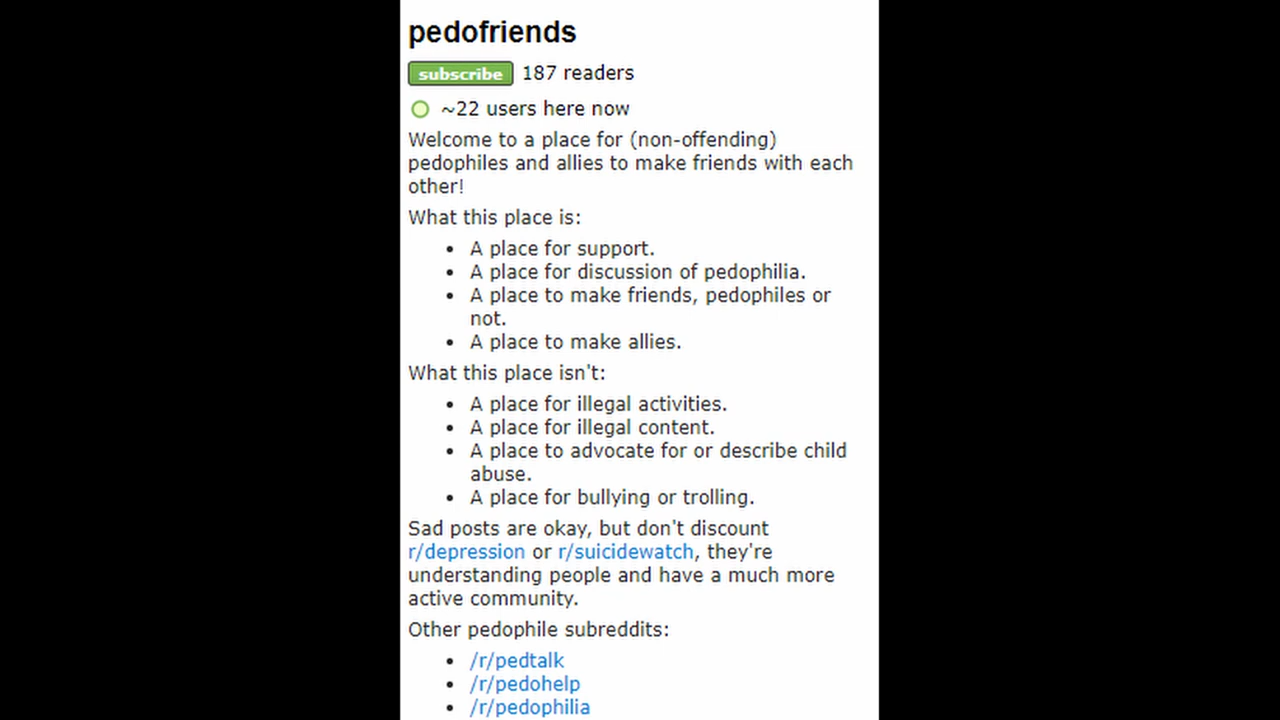 pedofriends
subscribe 187 readers
~22 users here now
Welcome to a place for (non-offending)
pedophiles and allies to make friends with each
other!
What this place is:
• A place for support.
• A place for discussion of pedophilia.
• A place to make friends, pedophiles or
not.
• A place to make allies.
What this place isn't:
• A place for illegal activities.
• A place for illegal content.
• A place to advocate for or describe child
abuse.
• A place for bullying or trolling.
Sad posts are okay, but don't discount
r/depression or r/suicidewatch, they're
understanding people and have a much more
active community.
Other pedophile subreddits:
• /r/pedtalk
• /r/pedohelp
• /r/pedophilia